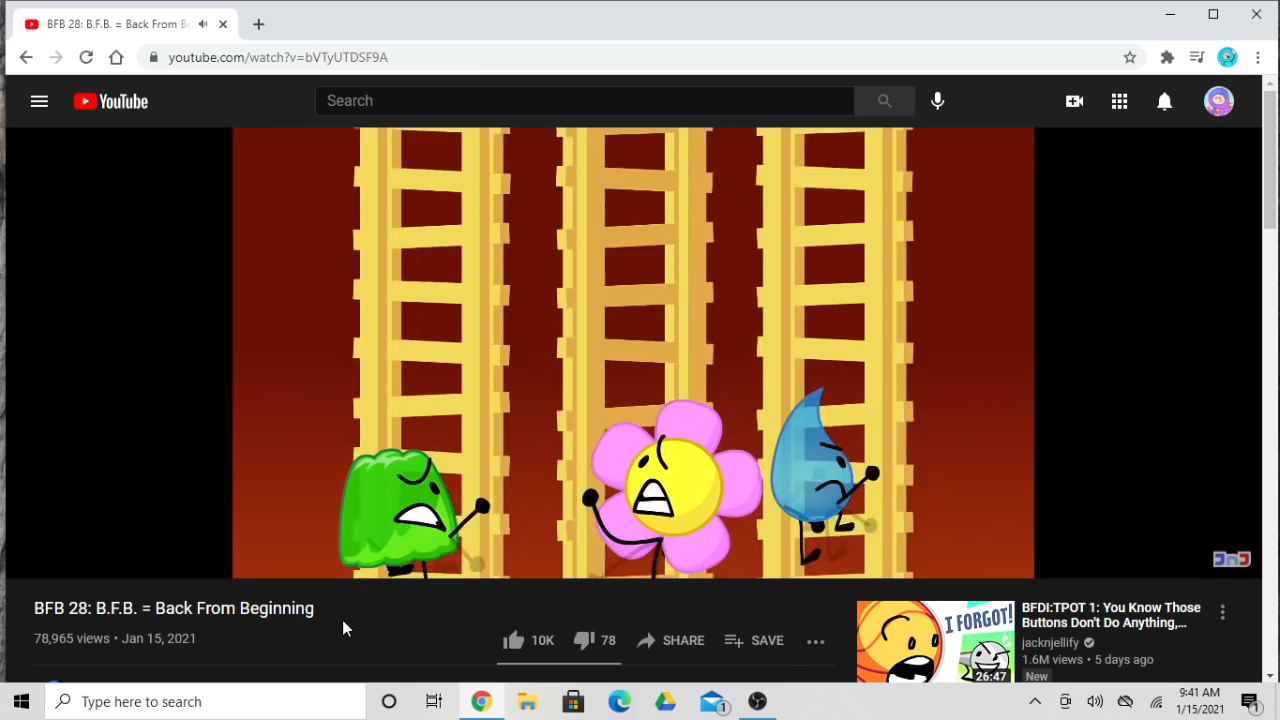 BFB 28: B.F.B. = Back From Be
youtube.com/watch?v=bVTyUTDSF9A
YouTube
Search
BFB 28: B.F.B. = Back From Beginning
78,965 views • Jan 15, 2021
10K
78
SHARE
SAVE
I FORGOT!
26:47
BFDI:TPOT 1: You Know Those
Buttons Don't Do Anything,...
jacknjellify
1.6M views • 5 days ago
New
Type here to search
1
9:41 AM
1/15/2021
1